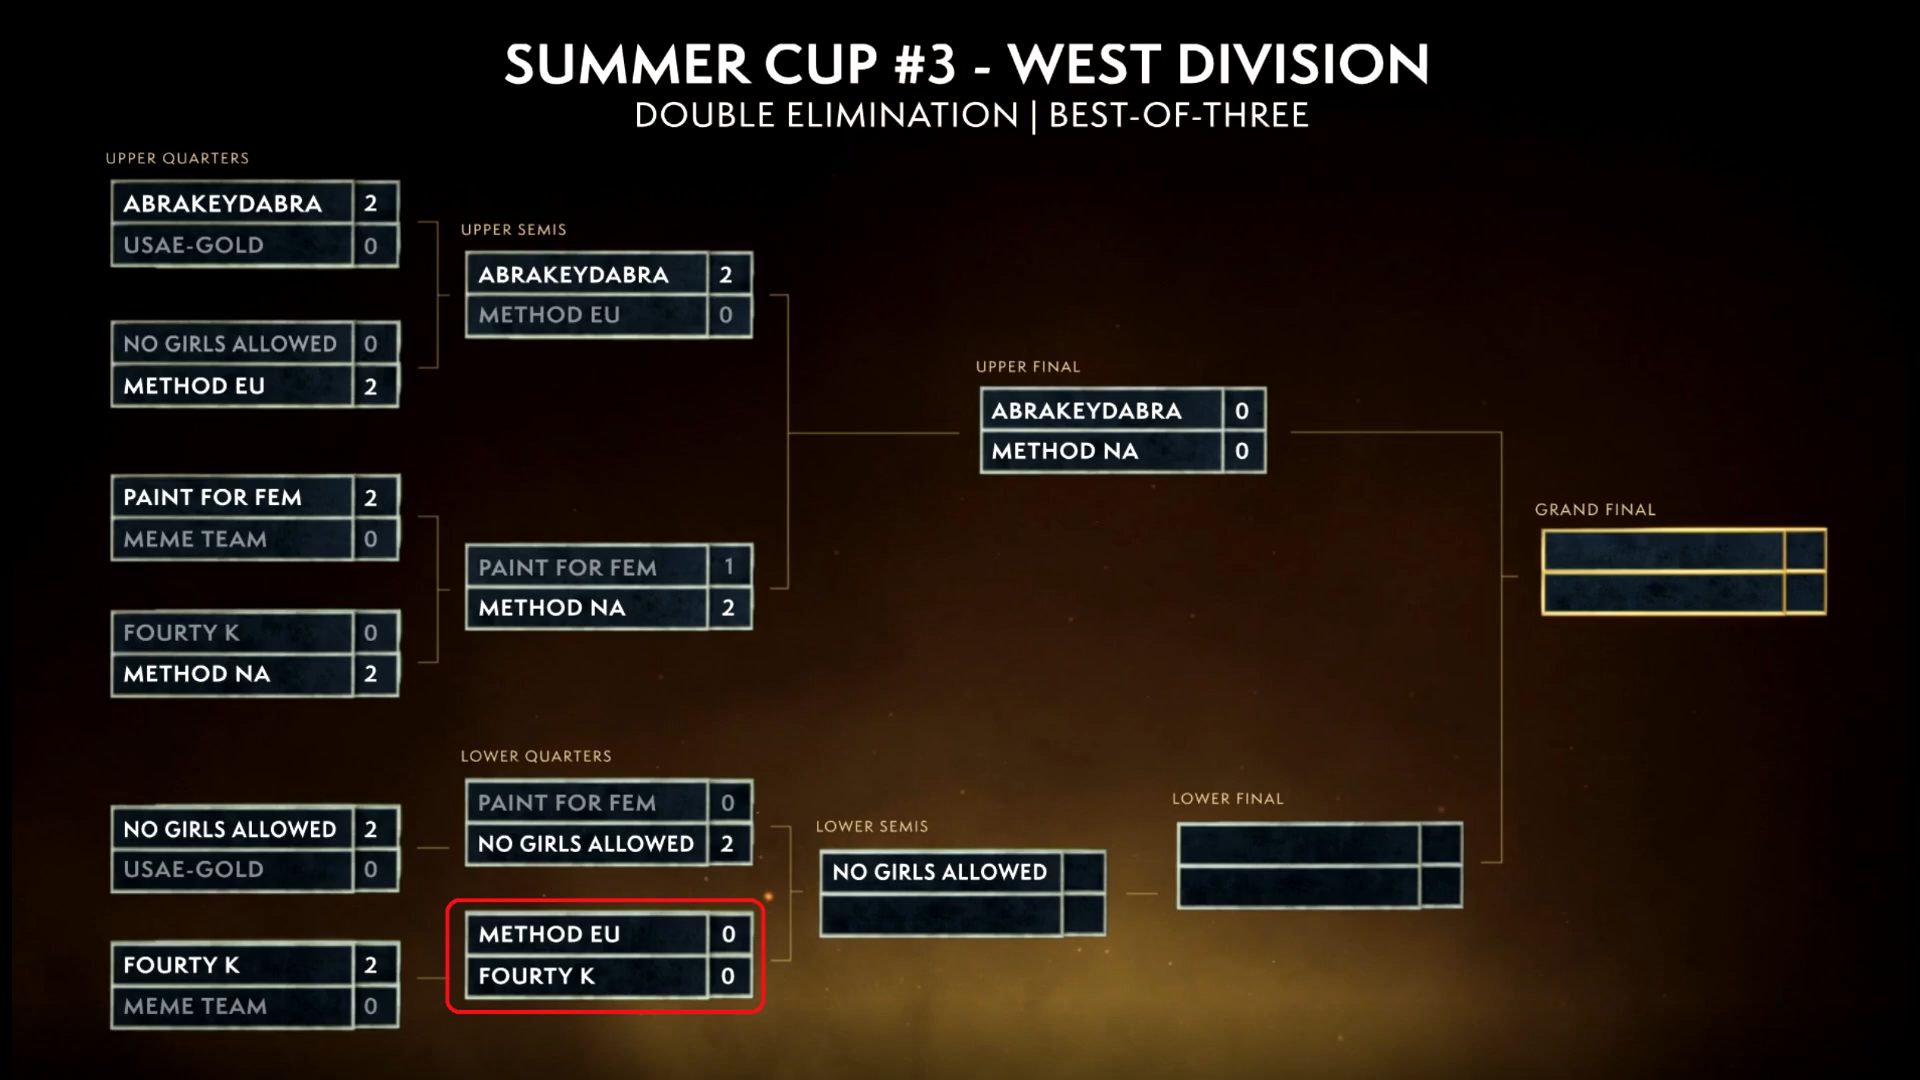 SUMMER CUP #3 - WEST DIVISION
DOUBLE ELIMINATION | BEST-OF-THREE
UPPER QUARTERS
ABRAKEYDABRA 2
USAE-GOLD 0
NO GIRLS ALLOWED 0
METHOD EU 2
PAINT FOR FEM 2
MEME TEAM 0
FOURTY K 0
METHOD NA 2
UPPER SEMIS
ABRAKEYDABRA 2
METHOD EU 0
PAINT FOR FEM 1
METHOD NA 2
UPPER FINAL
ABRAKEYDABRA 0
METHOD NA 0
GRAND FINAL
NO GIRLS ALLOWED 2
USAE-GOLD 0
FOURTY K 2
MEME TEAM 0
LOWER QUARTERS
PAINT FOR FEM 0
NO GIRLS ALLOWED 2
METHOD EU 0
FOURTY K 0
LOWER SEMIS
NO GIRLS ALLOWED
LOWER FINAL